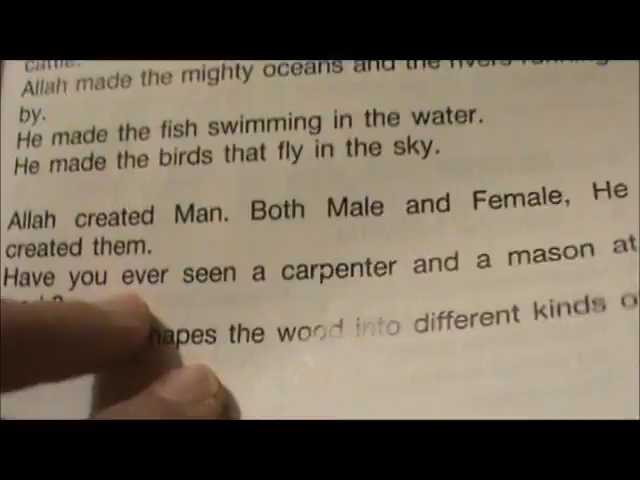 cattle.
Allah made the mighty oceans and the rivers running
by.
He made the fish swimming in the water.
He made the birds that fly in the sky.
Allah created Man. Both Male and Female, He
created them.
Have you ever seen a carpenter and a mason at
hapes the wood into different kinds